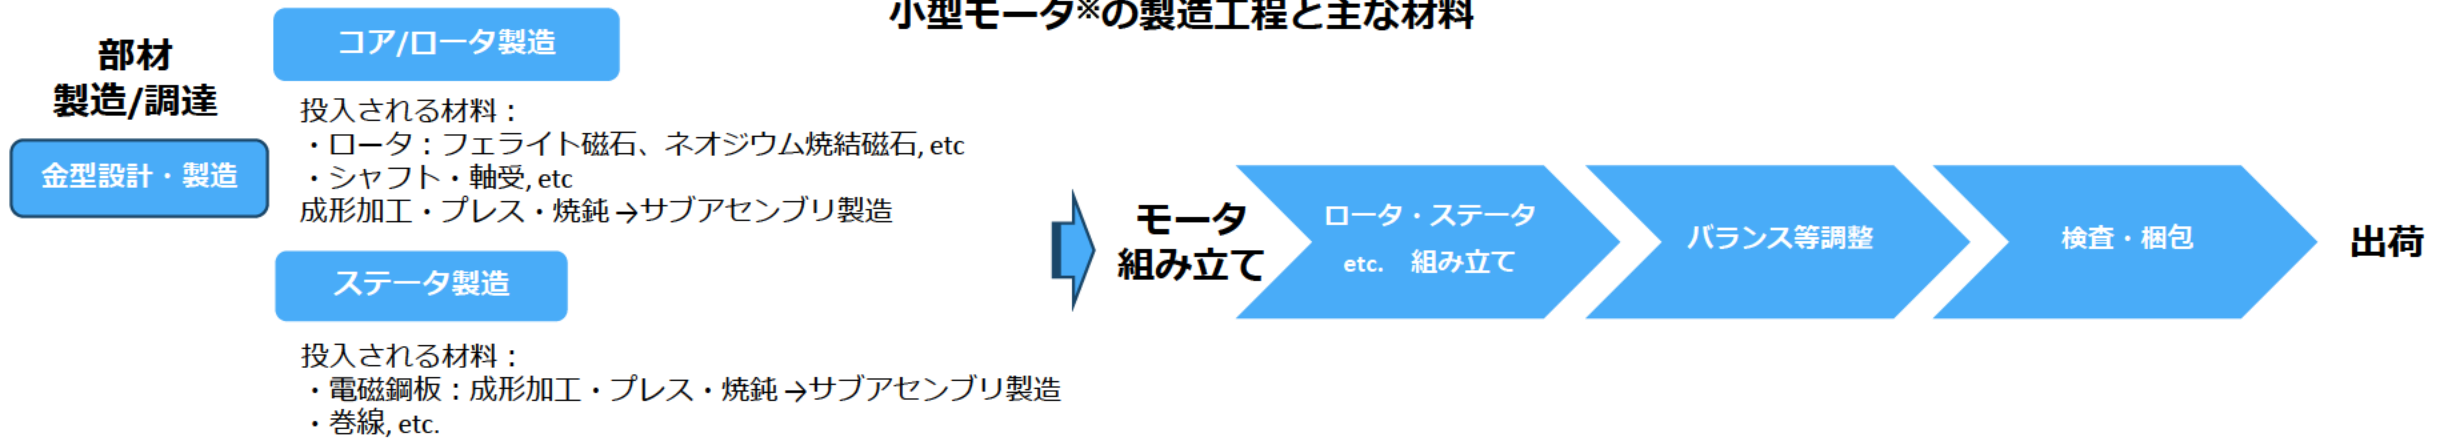 小型モータ※の製造工程と主な材料
部材
製造/調達
金型設計・製造
コア/ロータ製造
投入される材料：
・ロータ：フェライト磁石、ネオジウム焼結磁石, etc
・シャフト・軸受, etc
成形加工・プレス・焼鈍→サブアセンブリ製造
ステータ製造
投入される材料：
・電磁鋼板：成形加工・プレス・焼鈍→サブアセンブリ製造
・巻線, etc.
モータ
組み立て
ロータ・ステータ
etc.　組み立て
バランス等調整
検査・梱包
出荷